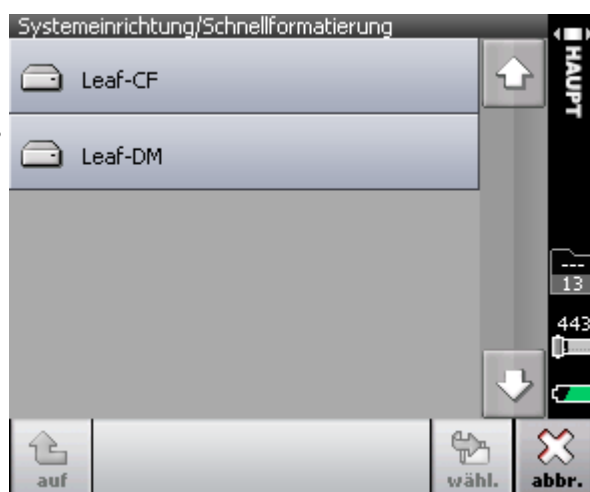 Systemeinrichtung/Schnellformatierung
Leaf-CF
Leaf-DM
HAUPT
---
13
443
auf
wähl.
abbr.